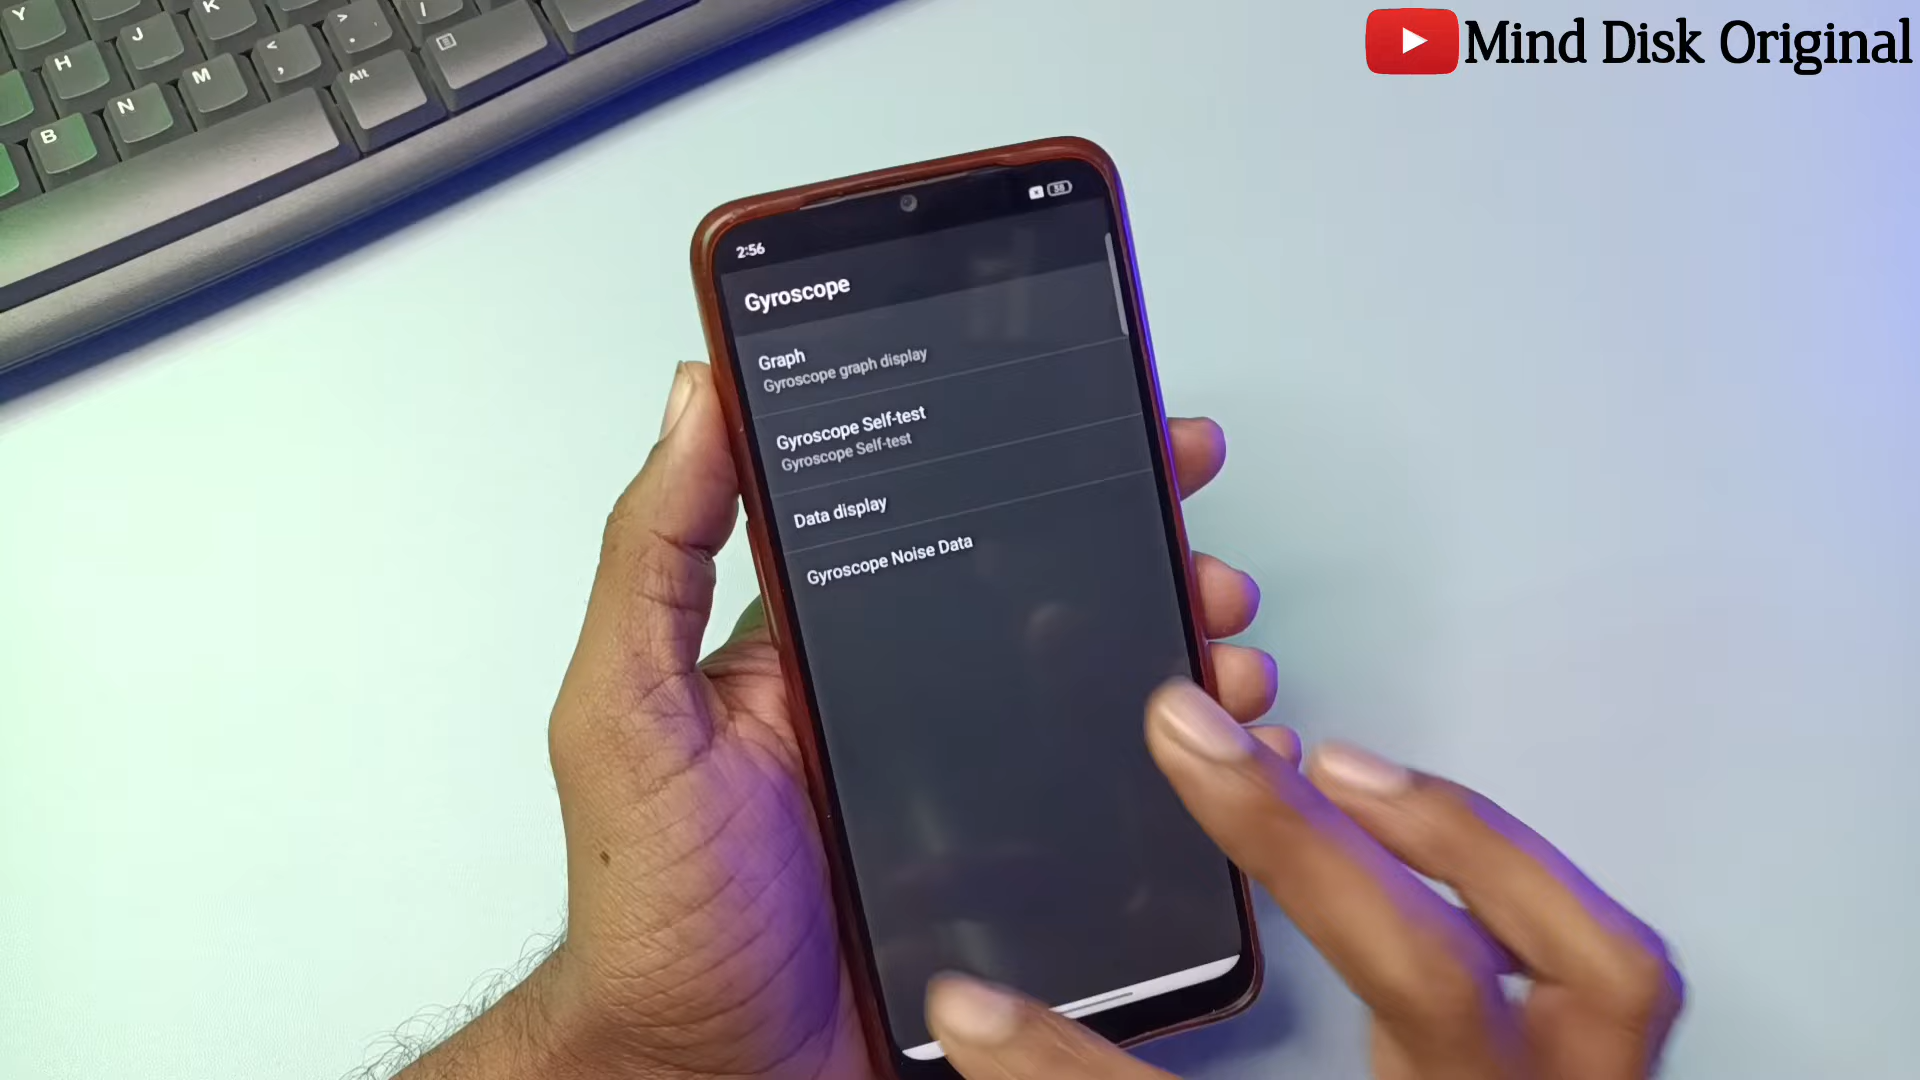 Mind Disk Original
Y
K
>
.
?
/
H
J
<
,
Alt
M
N
B
2:56
55
Gyroscope
Graph
Gyroscope graph display
Gyroscope Self-test
Gyroscope Self-test
Data display
Gyroscope Noise Data